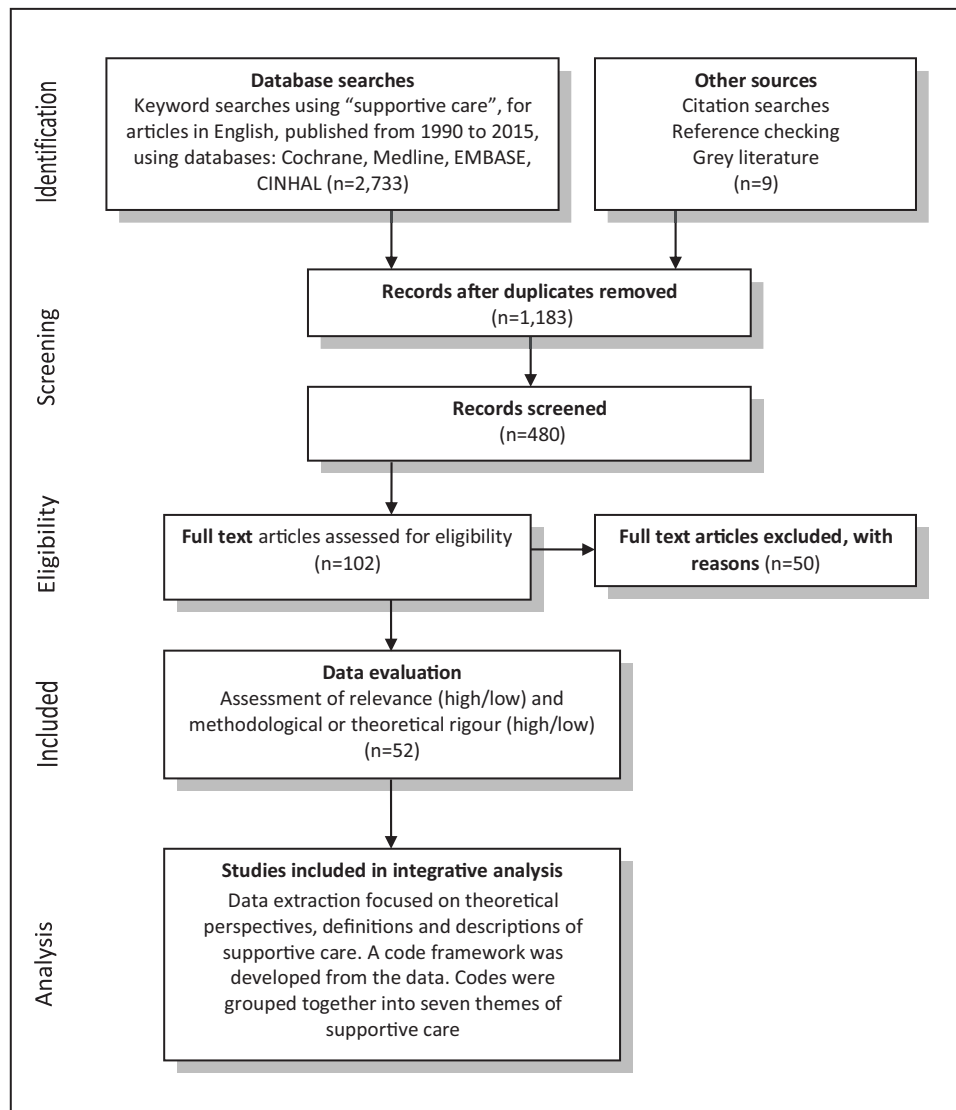 Identification
Database searches
Keyword searches using “supportive care”, for
articles in English, published from 1990 to 2015,
using databases: Cochrane, Medline, EMBASE,
CINHAL (n=2,733)
Other sources
Citation searches
Reference checking
Grey literature
(n=9)
Screening
Records after duplicates removed
(n=1,183)
Records screened
(n=480)
Eligibility
Full text articles assessed for eligibility
(n=102)
Full text articles excluded, with
reasons (n=50)
Included
Data evaluation
Assessment of relevance (high/low) and
methodological or theoretical rigour (high/low)
(n=52)
Analysis
Studies included in integrative analysis
Data extraction focused on theoretical
perspectives, definitions and descriptions of
supportive care. A code framework was
developed from the data. Codes were
grouped together into seven themes of
supportive care